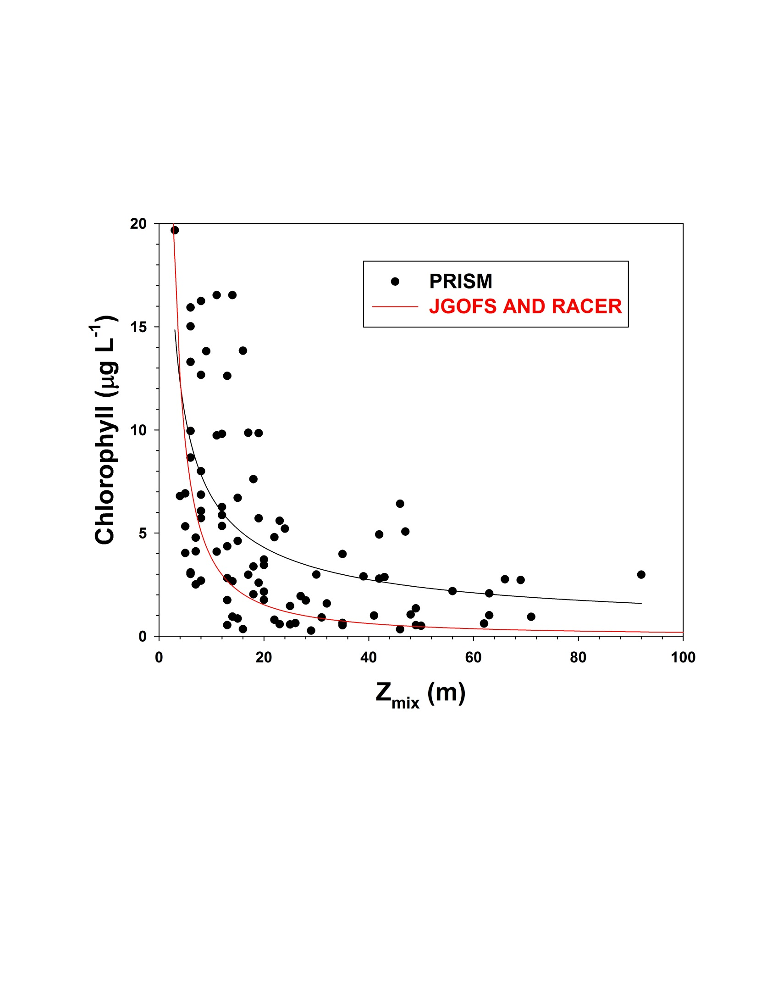 20
15
10
5
0
Chlorophyll (µg L-1)
PRISM
JGOFS AND RACER
0 20 40 60 80 100
Zmix (m)